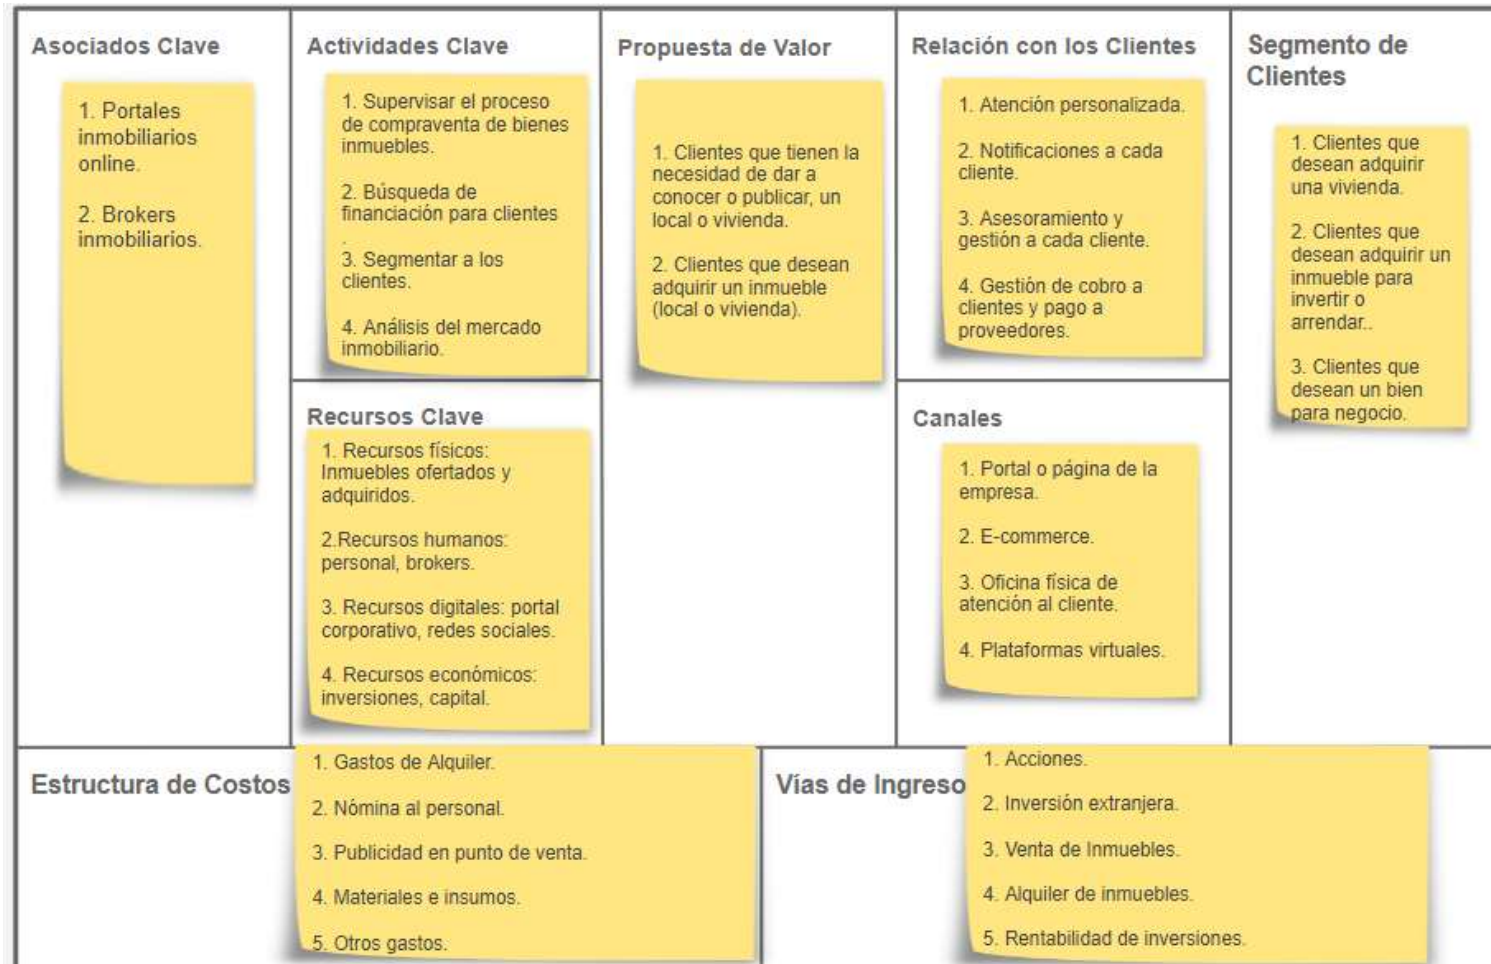 Asociados Clave
1. Portales
inmobiliarios
online.
2. Brokers
inmobiliarios.
Actividades Clave
1. Supervisar el proceso
de compraventa de bienes
inmuebles.
2. Búsqueda de
financiación para clientes
.
3. Segmentar a los
clientes.
4. Análisis del mercado
inmobiliario.
Recursos Clave
1. Recursos físicos:
Inmuebles ofertados y
adquiridos.
2.Recursos humanos:
personal, brokers.
3. Recursos digitales: portal
corporativo, redes sociales.
4. Recursos económicos:
inversiones, capital.
Propuesta de Valor
1. Clientes que tienen la
necesidad de dar a
conocer o publicar, un
local o vivienda.
2. Clientes que desean
adquirir un inmueble
(local o vivienda).
Relación con los Clientes
1. Atención personalizada.
2. Notificaciones a cada
cliente.
3. Asesoramiento y
gestión a cada cliente.
4. Gestión de cobro a
clientes y pago a
proveedores.
Canales
1. Portal o página de la
empresa.
2. E-commerce.
3. Oficina física de
atención al cliente.
4. Plataformas virtuales.
Segmento de
Clientes
1. Clientes que
desean adquirir
una vivienda.
2. Clientes que
desean adquirir un
inmueble para
invertir o
arrendar..
3. Clientes que
desean un bien
para negocio.
Estructura de Costos
1. Gastos de Alquiler.
2. Nómina al personal.
3. Publicidad en punto de venta.
4. Materiales e insumos.
5. Otros gastos.
Vías de Ingreso
1. Acciones.
2. Inversión extranjera.
3. Venta de Inmuebles.
4. Alquiler de inmuebles.
5. Rentabilidad de inversiones.